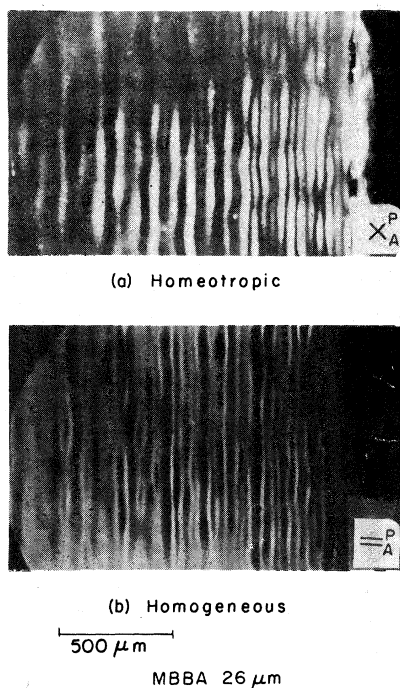 P
A
(a) Homeotropic
P
A
(b) Homogeneous
500 μm
MBBA 26 μm